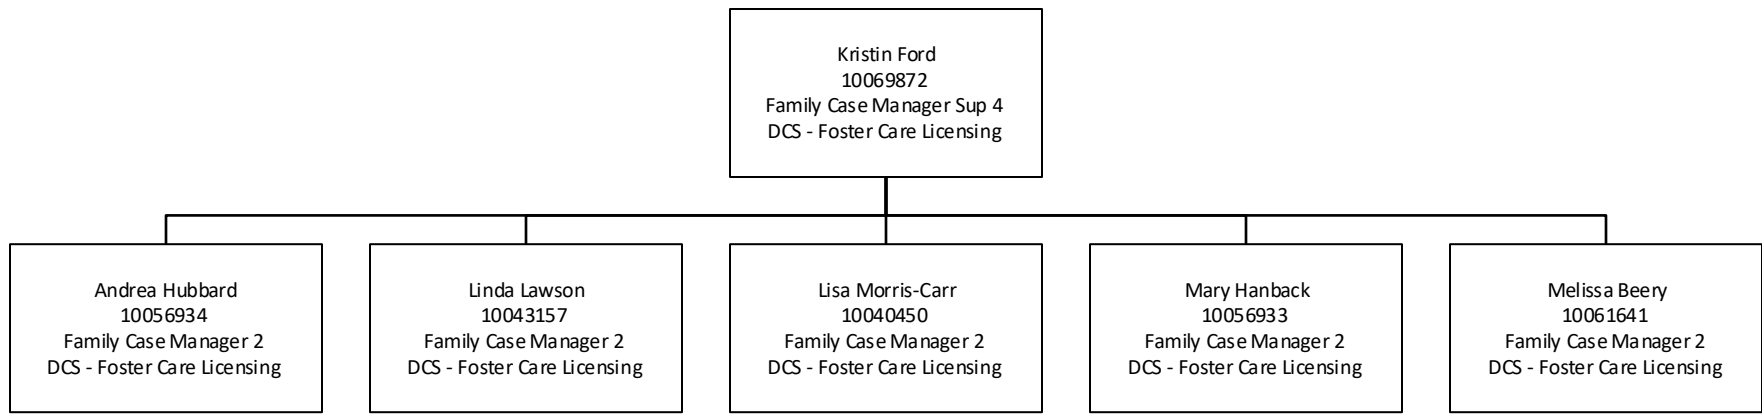 Kristin Ford
10069872
Family Case Manager Sup 4
DCS - Foster Care Licensing
Andrea Hubbard
10056934
Family Case Manager 2
DCS - Foster Care Licensing
Linda Lawson
10043157
Family Case Manager 2
DCS - Foster Care Licensing
Lisa Morris-Carr
10040450
Family Case Manager 2
DCS - Foster Care Licensing
Mary Hanback
10056933
Family Case Manager 2
DCS - Foster Care Licensing
Melissa Beery
10061641
Family Case Manager 2
DCS - Foster Care Licensing